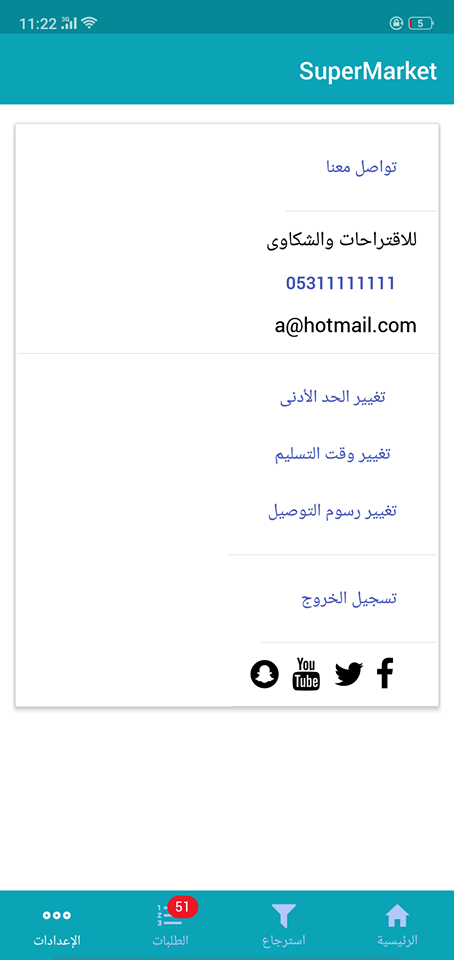 11:22 3G 5
SuperMarket
تواصل معنا
للاقتراحات والشكاوى
05311111111
a@hotmail.com
تغيير الحد الأدنى
تغيير وقت التسليم
تغيير رسوم التوصيل
تسجيل الخروج
You
Tube
51
الرئيسية استرجاع الطلبات الإعدادات